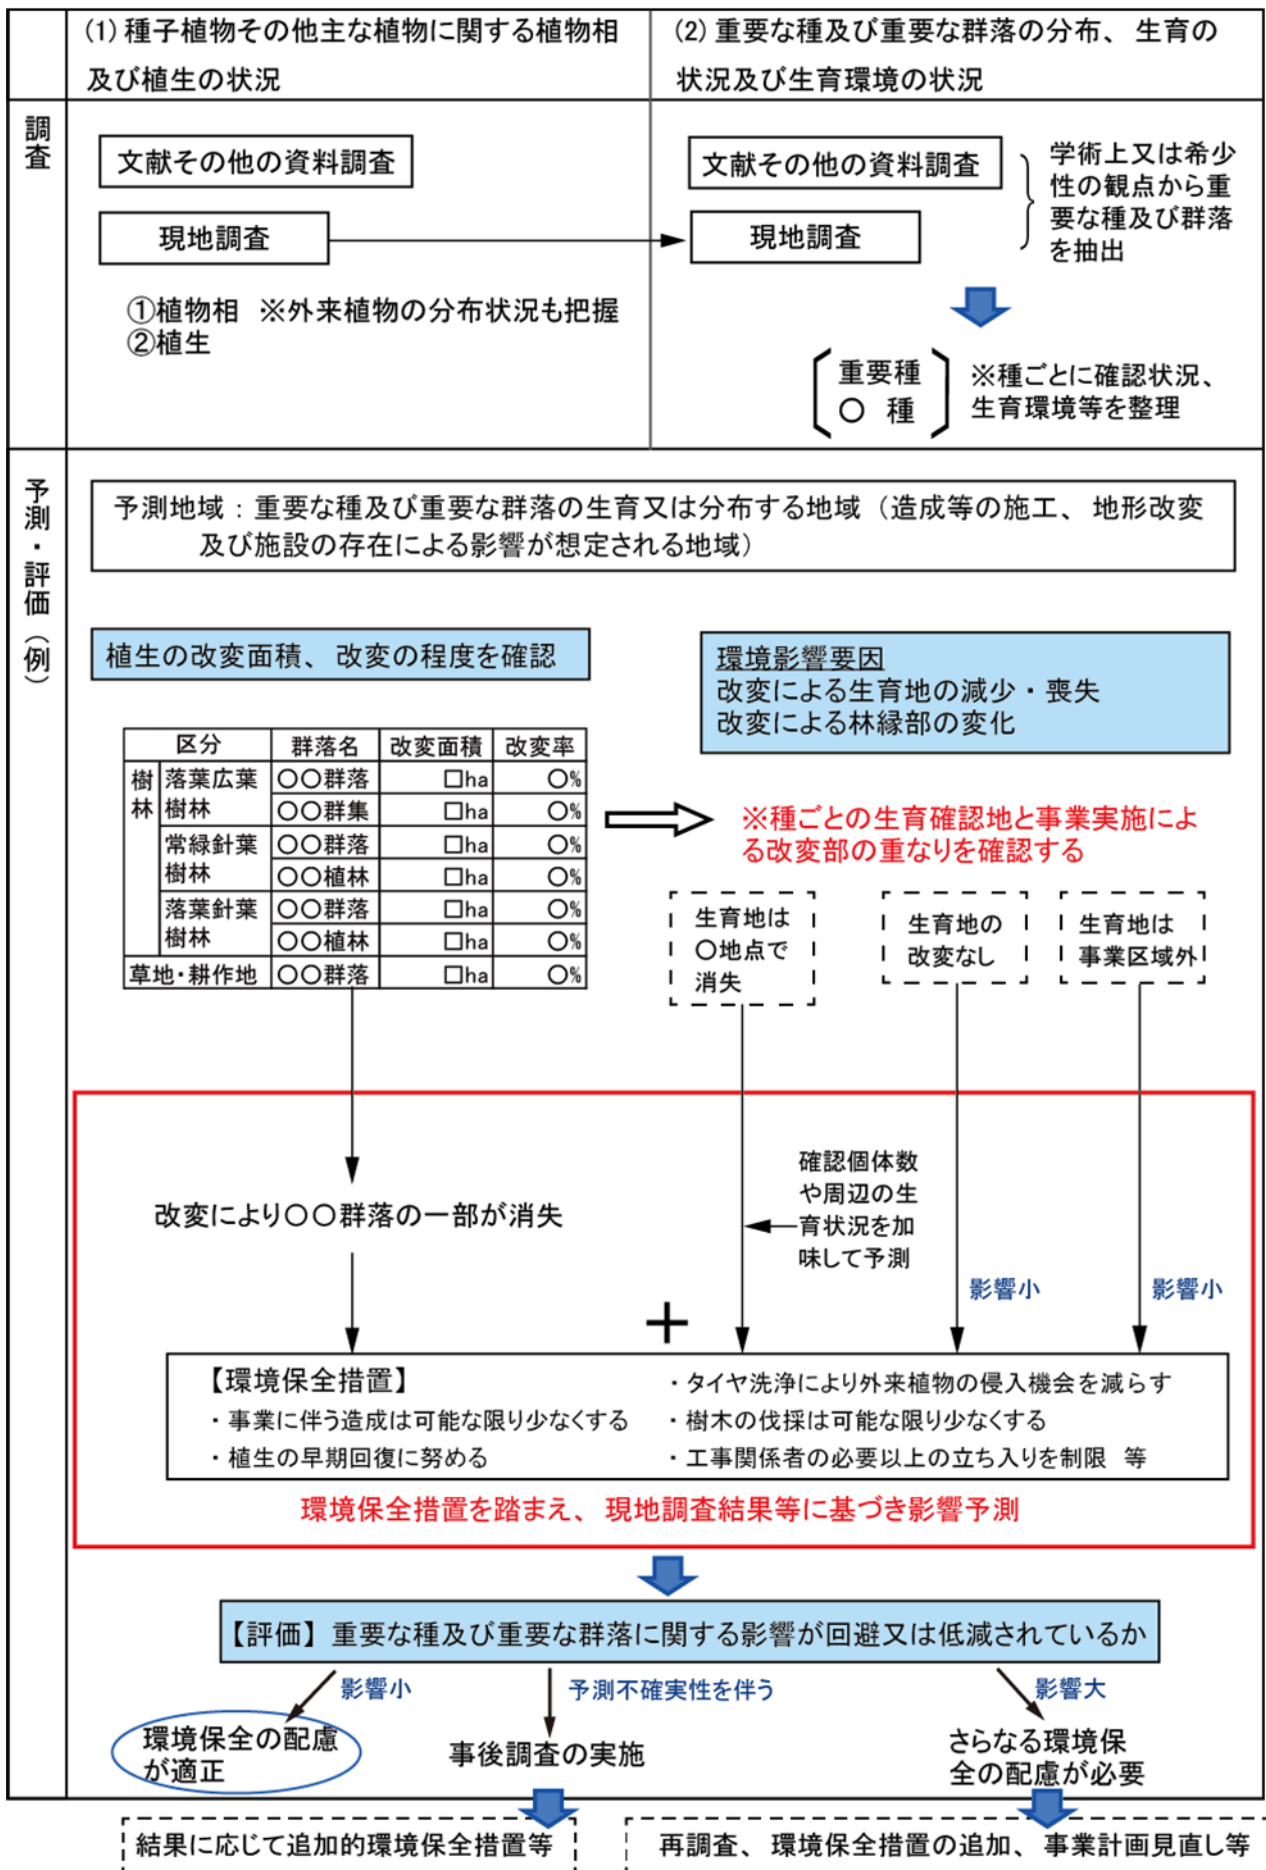 (1) 種子植物その他主な植物に関する植物相
及び植生の状況
(2) 重要な種及び重要な群落の分布、生育の
状況及び生育環境の状況
調査
文献その他の資料調査
現地調査
①植物相 ※外来植物の分布状況も把握
②植生
文献その他の資料調査
現地調査
学術上又は希少
性の観点から重
要な種及び群落
を抽出
重要種
〇 種
※種ごとに確認状況、
生育環境等を整理
予測・評価（例）
予測地域：重要な種及び重要な群落の生育又は分布する地域（造成等の施工、地形改変
及び施設の存在による影響が想定される地域）
植生の改変面積、改変の程度を確認
環境影響要因
改変による生育地の減少・喪失
改変による林縁部の変化
区分 群落名 改変面積 改変率
樹林
落葉広葉
樹林
〇〇群落 □ha 〇%
〇〇群集 □ha 〇%
常緑針葉
樹林
〇〇群落 □ha 〇%
〇〇植林 □ha 〇%
落葉針葉
樹林
〇〇群落 □ha 〇%
〇〇植林 □ha 〇%
草地・耕作地 〇〇群落 □ha 〇%
※種ごとの生育確認地と事業実施によ
る改変部の重なりを確認する
生育地は
〇地点で
消失
生育地の
改変なし
生育地は
事業区域外
改変により〇〇群落の一部が消失
確認個体数
や周辺の生
育状況を加
味して予測
影響小
影響小
＋
【環境保全措置】
・事業に伴う造成は可能な限り少なくする
・植生の早期回復に努める
・タイヤ洗浄により外来植物の侵入機会を減らす
・樹木の伐採は可能な限り少なくする
・工事関係者の必要以上の立ち入りを制限 等
環境保全措置を踏まえ、現地調査結果等に基づき影響予測
【評価】重要な種及び重要な群落に関する影響が回避又は低減されているか
影響小
予測不確実性を伴う
影響大
環境保全の配慮
が適正
事後調査の実施
さらなる環境保
全の配慮が必要
結果に応じて追加的環境保全措置等
再調査、環境保全措置の追加、事業計画見直し等